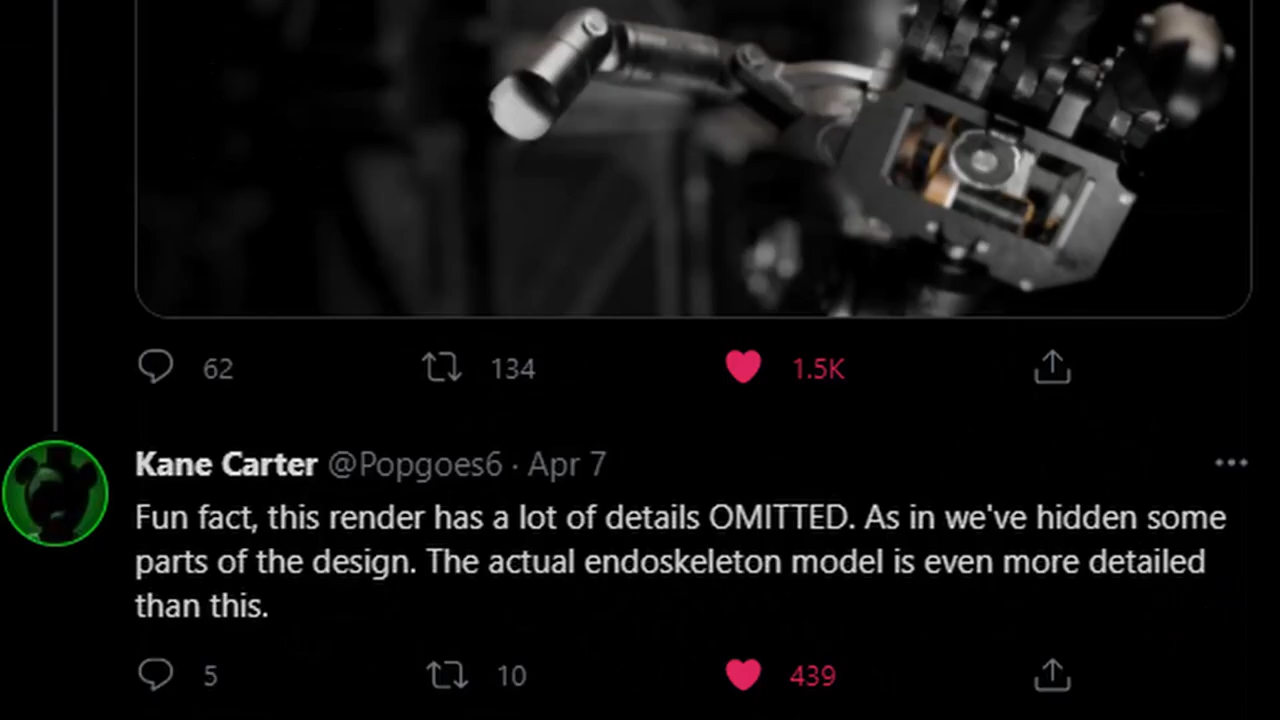 62 134 1.5K
Kane Carter @Popgoes6 · Apr 7
Fun fact, this render has a lot of details OMITTED. As in we've hidden some
parts of the design. The actual endoskeleton model is even more detailed
than this.
5 10 439